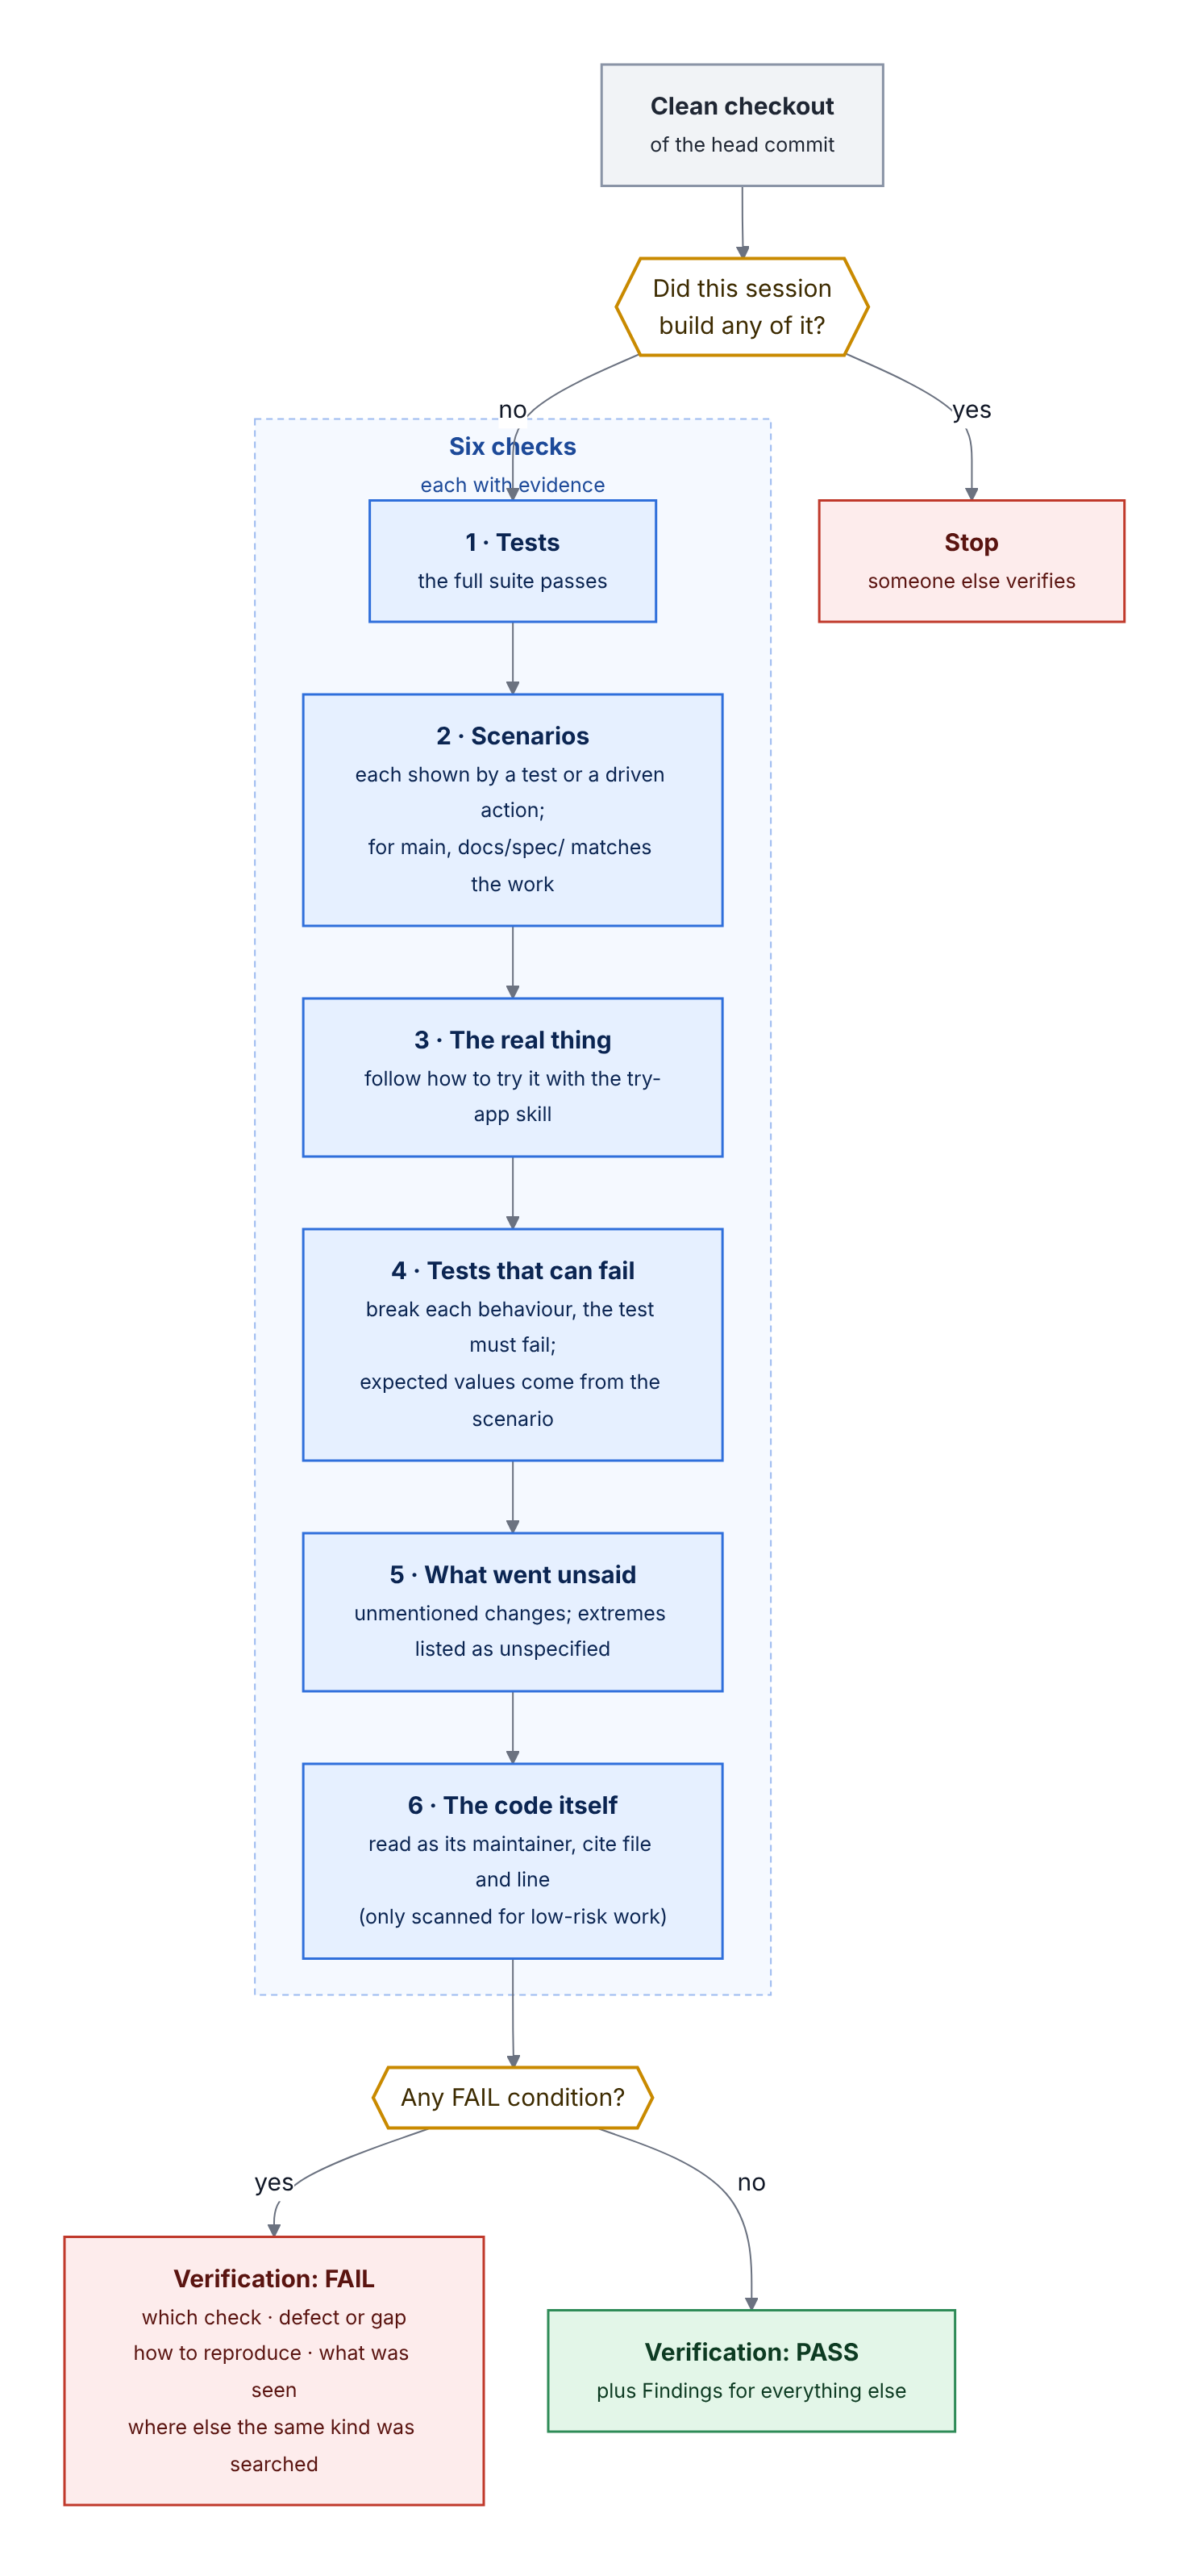 Clean checkout
of the head commit
Did this session
build any of it?
no
yes
Six checks
each with evidence
1 · Tests
the full suite passes
Stop
someone else verifies
2 · Scenarios
each shown by a test or a driven
action;
for main, docs/spec/ matches
the work
3 · The real thing
follow how to try it with the try-
app skill
4 · Tests that can fail
break each behaviour, the test
must fail;
expected values come from the
scenario
5 · What went unsaid
unmentioned changes; extremes
listed as unspecified
6 · The code itself
read as its maintainer, cite file
and line
(only scanned for low-risk work)
Any FAIL condition?
yes
no
Verification: FAIL
which check · defect or gap
how to reproduce · what was
seen
where else the same kind was
searched
Verification: PASS
plus Findings for everything else